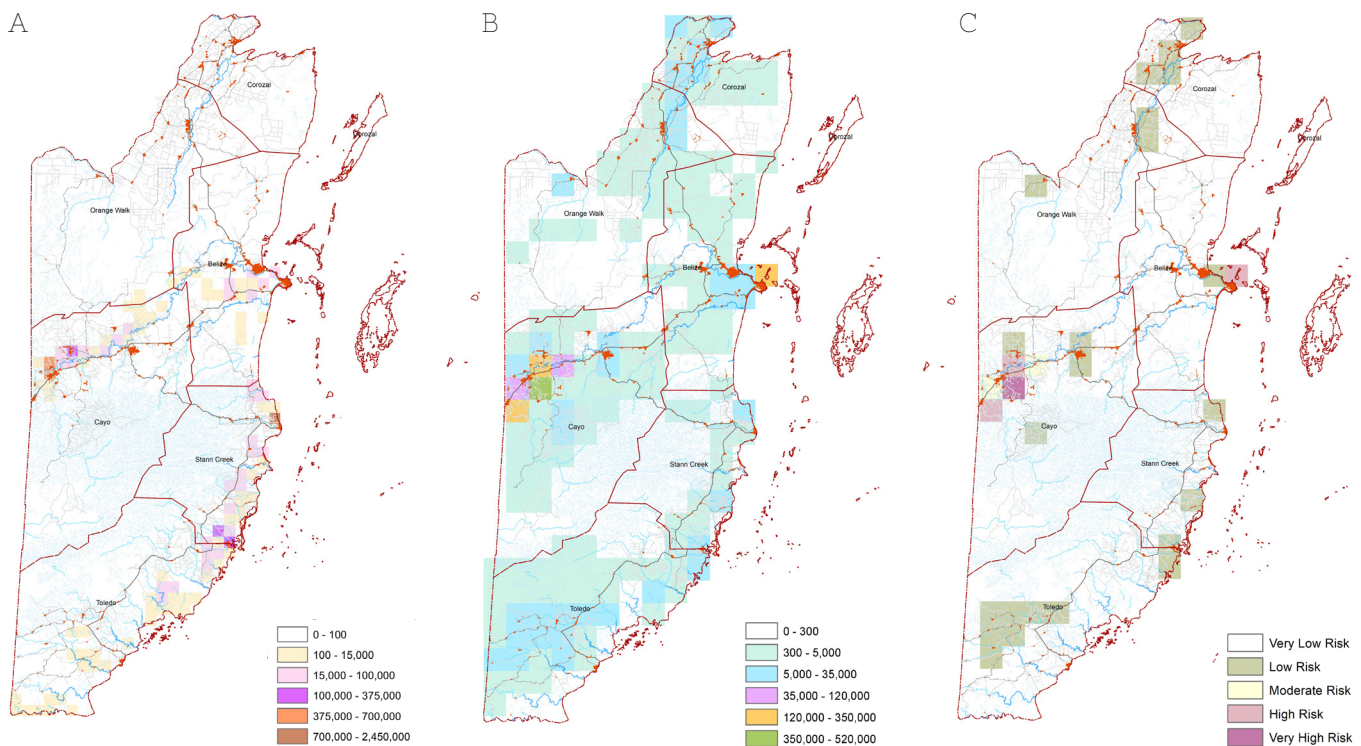 A
Corozal
Corozal
Orange Walk
Belize
Cayo
Stann Creek
Toledo
0 - 100
100 - 15,000
15,000 - 100,000
100,000 - 375,000
375,000 - 700,000
700,000 - 2,450,000
B
Corozal
Corozal
Orange Walk
Belize
Cayo
Stann Creek
Toledo
0 - 300
300 - 5,000
5,000 - 35,000
35,000 - 120,000
120,000 - 350,000
350,000 - 520,000
C
Corozal
Corozal
Orange Walk
Belize
Cayo
Stann Creek
Toledo
Very Low Risk
Low Risk
Moderate Risk
High Risk
Very High Risk